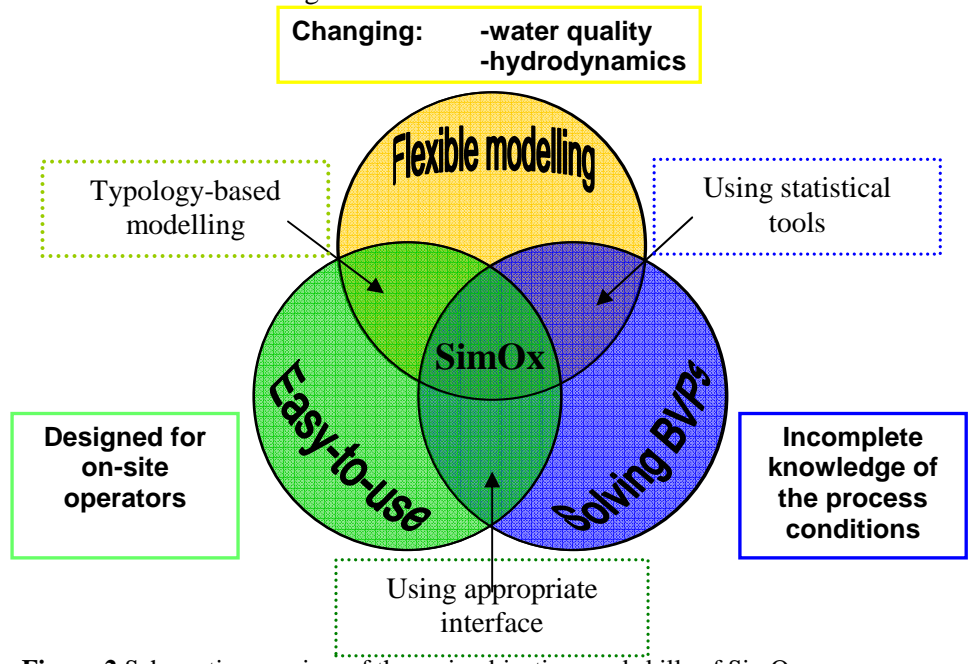 Changing: -water quality
-hydrodynamics
Flexible modelling
Typology-based
modelling
Using statistical
tools
SimOx
Easy-to-use
Solving BVPs
Designed for
on-site
operators
Incomplete
knowledge of
the process
conditions
Using appropriate
interface